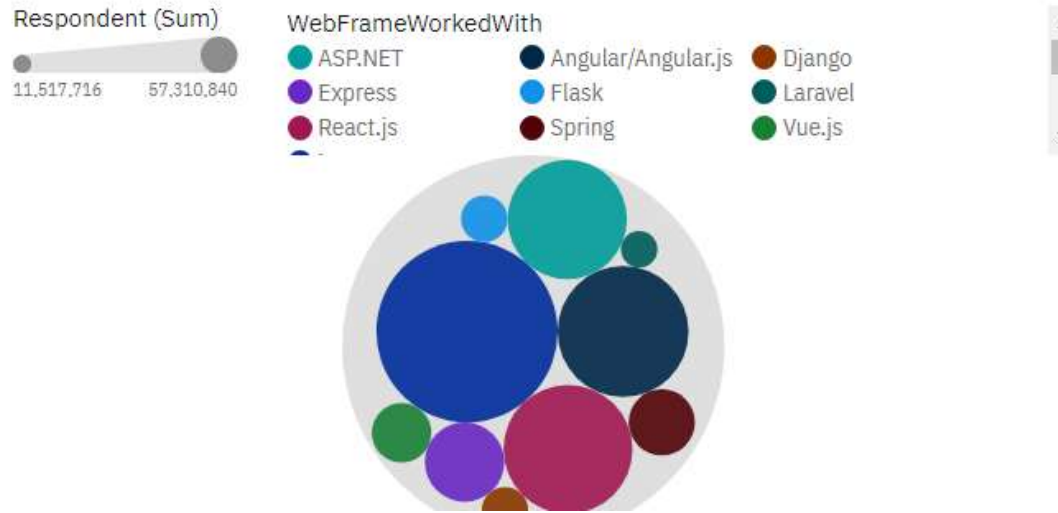 Respondent (Sum)
11,517,716 57,310,840
WebFrameWorkedWith
ASP.NET Angular/Angular.js Django
Express Flask Laravel
React.js Spring Vue.js